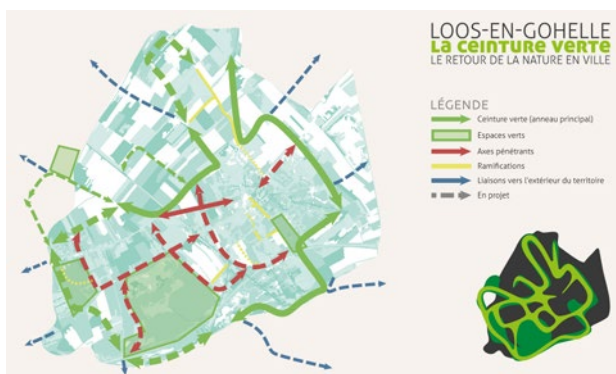 LOOS-EN-GOHELLE
LA CEINTURE VERTE
LE RETOUR DE LA NATURE EN VILLE
LÉGENDE
Ceinture verte (anneau principal)
Espaces verts
Axes pénétrants
Ramifications
Liaisons vers l'extérieur du territoire
En projet